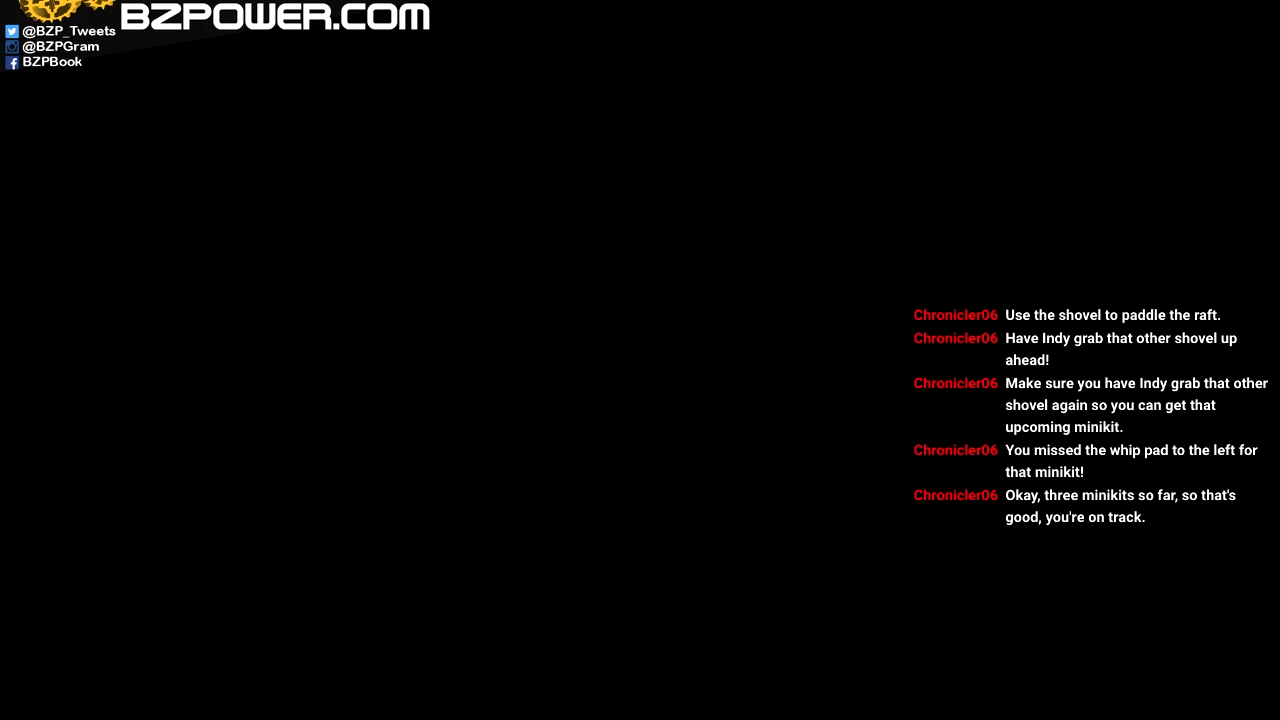 BZPOWER.COM
@BZP_Tweets
@BZPGram
BZPBook
Chronicler06 Use the shovel to paddle the raft.
Chronicler06 Have Indy grab that other shovel up
ahead!
Chronicler06 Make sure you have Indy grab that other
shovel again so you can get that
upcoming minikit.
Chronicler06 You missed the whip pad to the left for
that minikit!
Chronicler06 Okay, three minikits so far, so that's
good, you're on track.